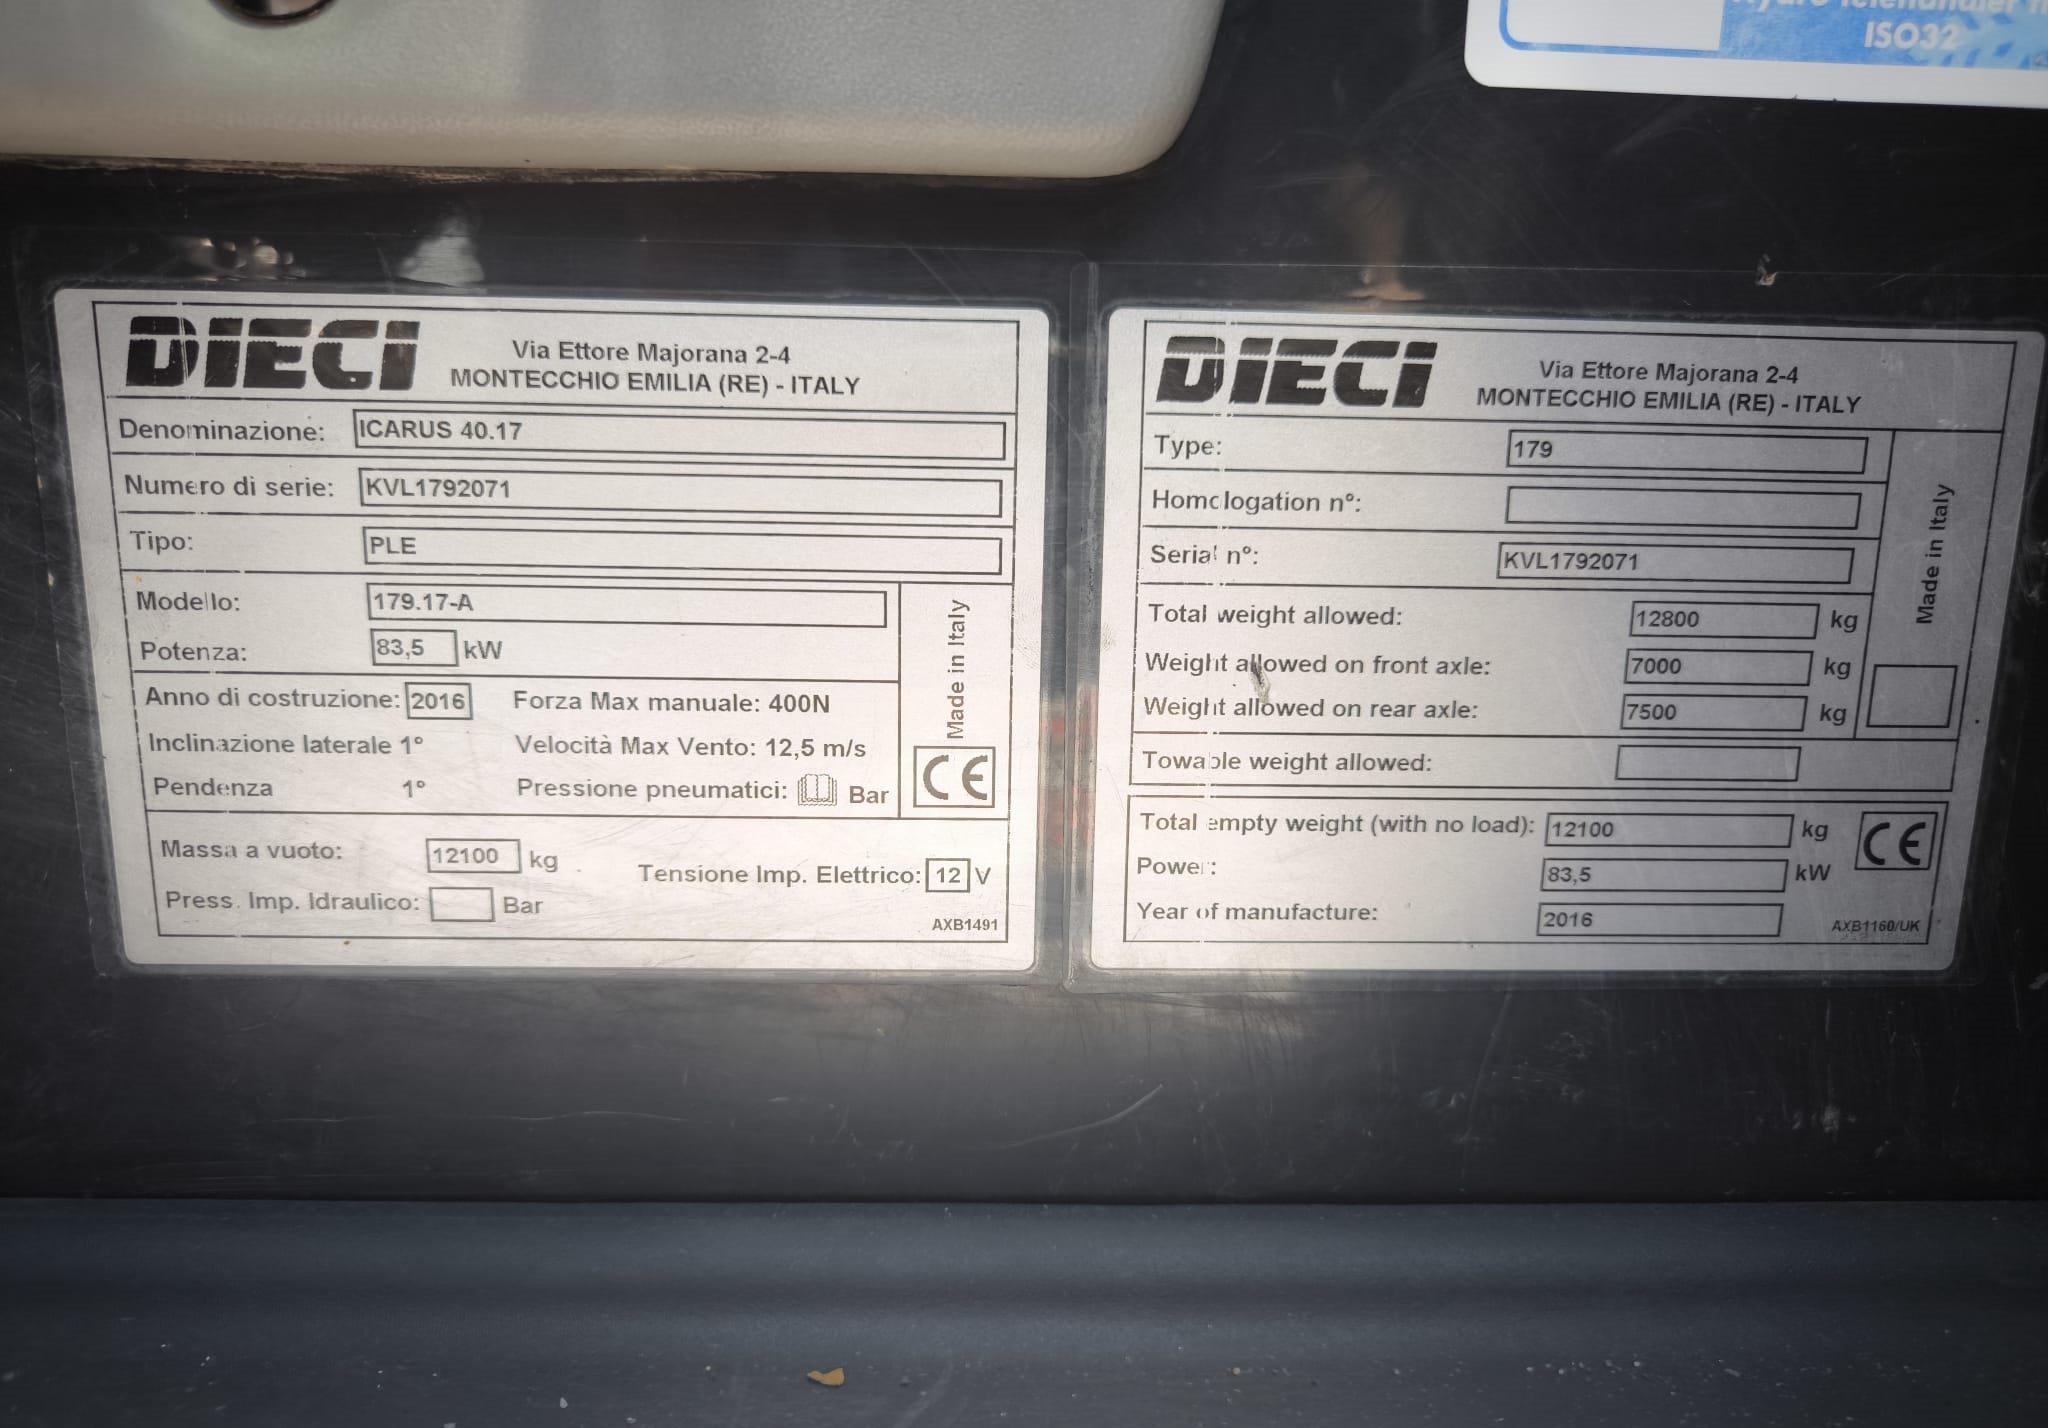 ISO32
DIECI
Via Ettore Majorana 2-4
MONTECCHIO EMILIA (RE) - ITALY
Denominazione: ICARUS 40.17
Numero di serie: KVL1792071
Tipo: PLE
Modello: 179.17-A
Potenza: 83,5 kW
Made in Italy
Anno di costruzione: 2016 Forza Max manuale: 400N
Inclinazione laterale 1° Velocità Max Vento: 12,5 m/s
Pendenza 1° Pressione pneumatici: Bar
CE
Massa a vuoto: 12100 kg
Tensione Imp. Elettrico: 12 V
Press. Imp. Idraulico: Bar
AXB1491
DIECI
Via Ettore Majorana 2-4
MONTECCHIO EMILIA (RE) - ITALY
Type: 179
Homologation n°:
Serial n°: KVL1792071
Made in Italy
Total weight allowed: 12800 kg
Weight allowed on front axle: 7000 kg
Weight allowed on rear axle: 7500 kg
Towable weight allowed:
Total empty weight (with no load): 12100 kg
Power: 83,5 kW
CE
Year of manufacture: 2016
AXB1160/UK